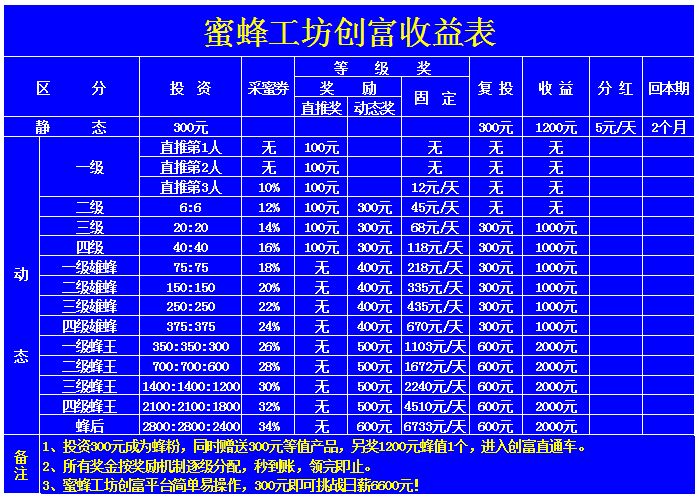 蜜蜂工坊创富收益表
区 分 投 资 采蜜券 等 级 奖 复 投 收 益 分 红 回本期
奖 励 固 定
直推奖 动态奖
静 态 300元 300元 1200元 5元/天 2个月
动 态
一级 直推第1人 无 100元 无 无 无
直推第2人 无 100元 无 无 无
直推第3人 10% 100元 12元/天 无 无
二级 6:6 12% 100元 300元 45元/天 无 无
三级 20:20 14% 100元 300元 68元/天 300元 1000元
四级 40:40 16% 100元 300元 118元/天 300元 1000元
一级雄蜂 75:75 18% 无 400元 218元/天 300元 1000元
二级雄蜂 150:150 20% 无 400元 335元/天 300元 1000元
三级雄蜂 250:250 22% 无 400元 435元/天 300元 1000元
四级雄蜂 375:375 24% 无 400元 670元/天 300元 1000元
一级蜂王 350:350:300 26% 无 500元 1103元/天 600元 2000元
二级蜂王 700:700:600 28% 无 500元 1672元/天 600元 2000元
三级蜂王 1400:1400:1200 30% 无 500元 2240元/天 600元 2000元
四级蜂王 2100:2100:1800 32% 无 500元 4510元/天 600元 2000元
蜂后 2800:2800:2400 34% 无 600元 6733元/天 600元 2000元
备注
1、投资300元成为蜂粉，同时赠送300元等值产品，另奖1200元蜂值1个，进入创富直通车。
2、所有奖金按奖励机制逐级分配，秒到账，领完即止。
3、蜜蜂工坊创富平台简单易操作，300元即可挑战日薪6600元！